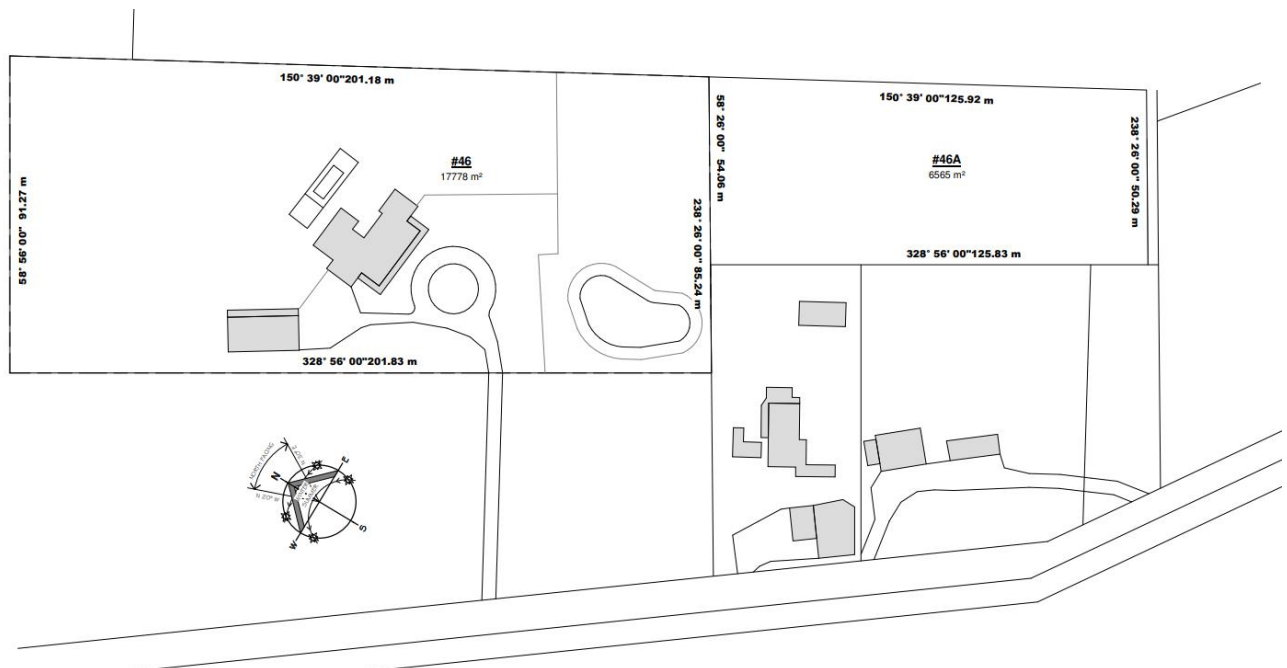 150° 39' 00"201.18 m
150° 39' 00"125.92 m
58° 26' 00" 54.06 m
238° 26' 00" 50.29 m
#46
17778 m²
#46A
6565 m²
58° 56' 00" 91.27 m
238° 26' 00" 85.24 m
328° 56' 00"125.83 m
328° 56' 00"201.83 m
NORTH FACING
N
E
S
W